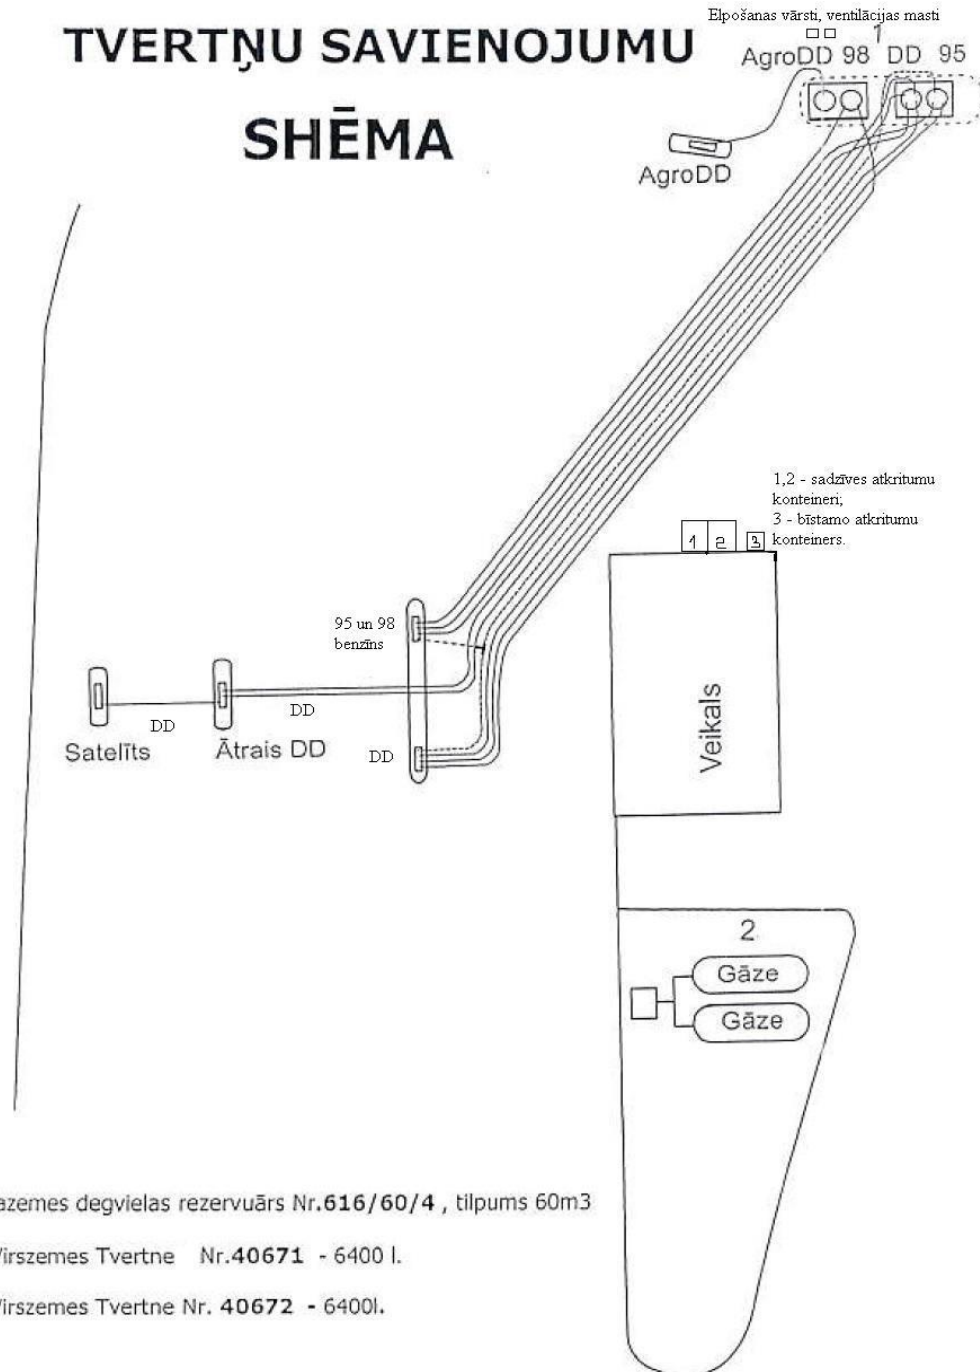 TVERTŅU SAVIENOJUMU
SHĒMA
Elpošanas vārsti, ventilācijas masti
1
AgroDD 98 DD 95
AgroDD
1,2 - sadzīves atkritumu
konteineri;
3 - bīstamo atkritumu
konteiners.
1 2 3
95 un 98
benzīns
Veikals
DD
DD
DD
Satelīts
Ātrais DD
2
Gāze
Gāze
azemes degvielas rezervuārs Nr.616/60/4 , tilpums 60m3
irszemes Tvertne Nr.40671 - 6400 l.
irszemes Tvertne Nr. 40672 - 6400l.